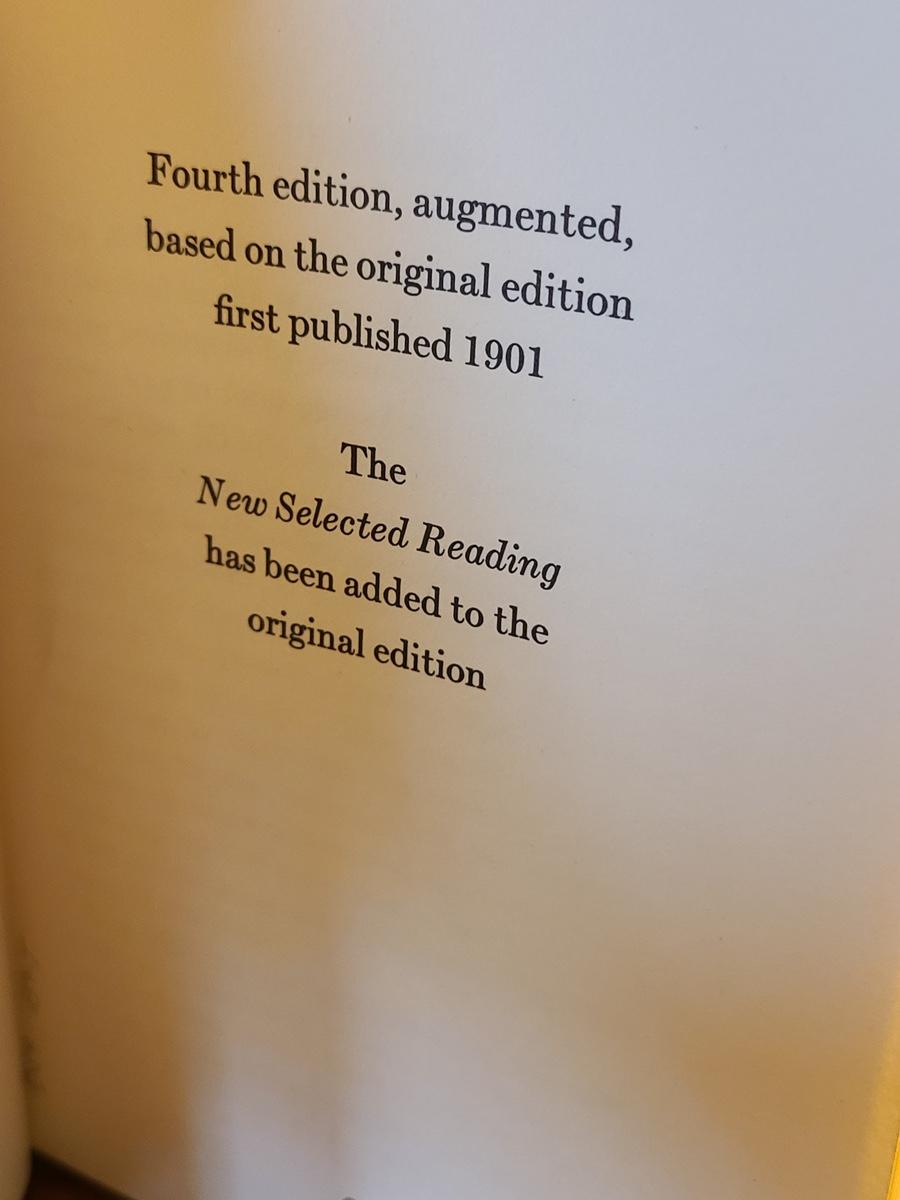 Fourth edition, augmented,
based on the original edition
first published 1901
The
New Selected Reading
has been added to the
original edition